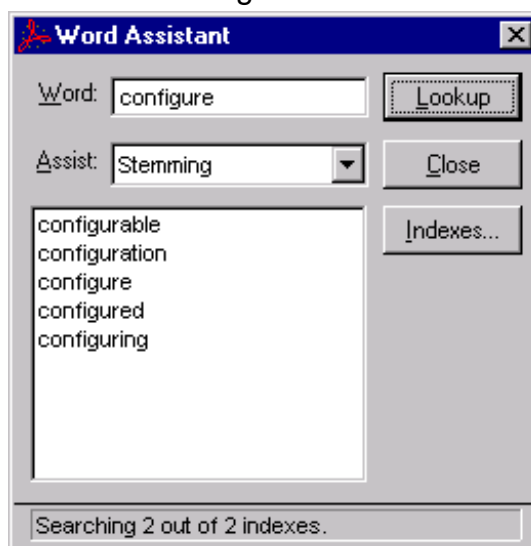 Word Assistant
Word: configure Lookup
Assist: Stemming Close
Indexes...
configurable
configuration
configure
configured
configuring
Searching 2 out of 2 indexes.